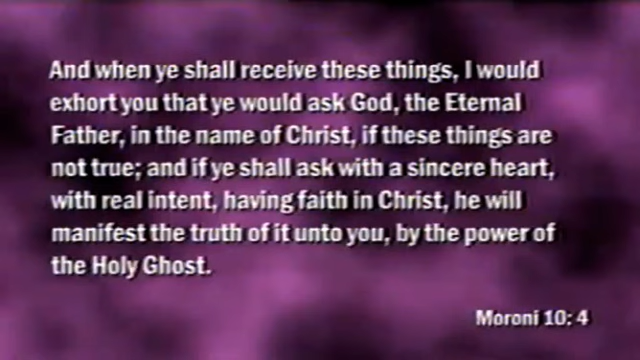 And when ye shall receive these things, I would
exhort you that ye would ask God, the Eternal
Father, in the name of Christ, if these things are
not true; and if ye shall ask with a sincere heart,
with real intent, having faith in Christ, he will
manifest the truth of it unto you, by the power of
the Holy Ghost.
Moroni 10: 4